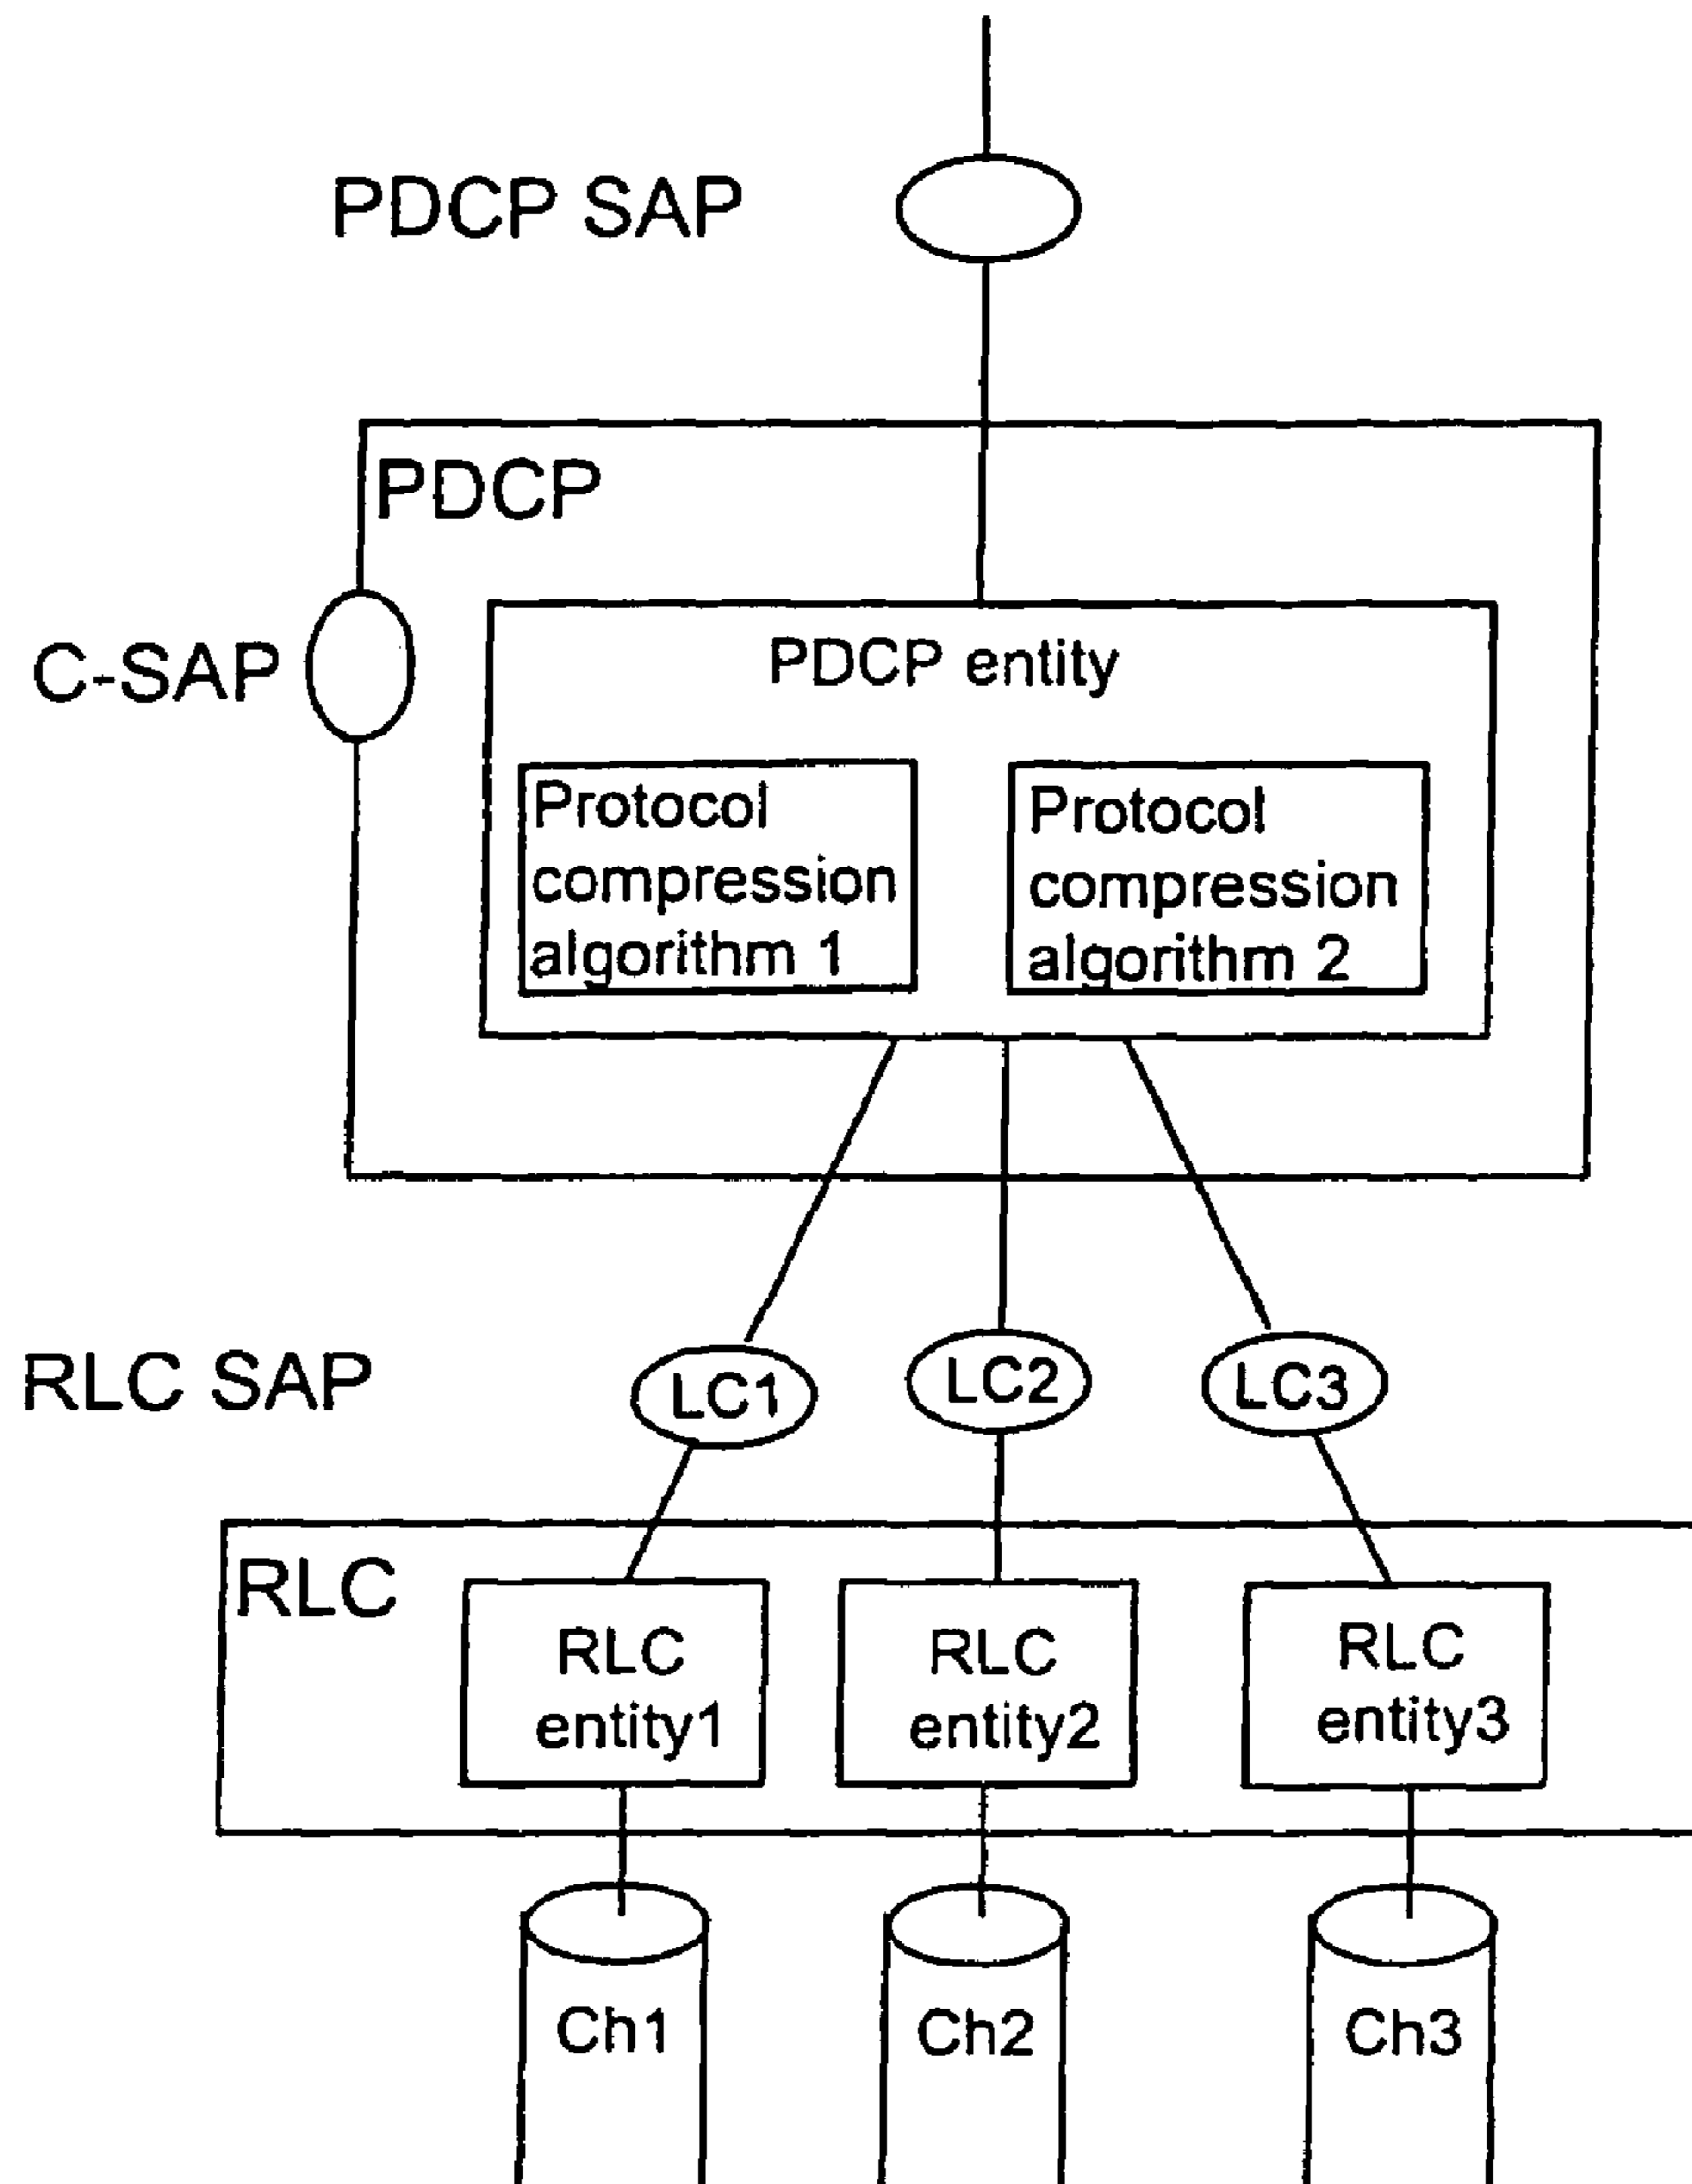 PDCP SAP
PDCP
C-SAP
PDCP entity
Protocol
compression
algorithm 1
Protocol
compression
algorithm 2
RLC SAP
LC1
LC2
LC3
RLC
RLC
entity1
RLC
entity2
RLC
entity3
Ch1
Ch2
Ch3